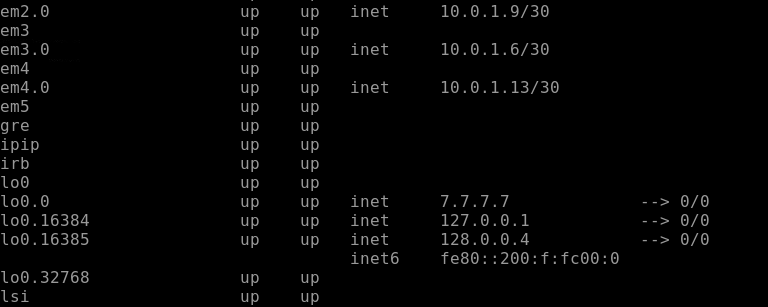 em2.0 up up inet 10.0.1.9/30
em3 up up
em3.0 up up inet 10.0.1.6/30
em4 up up
em4.0 up up inet 10.0.1.13/30
em5 up up
gre up up
ipip up up
irb up up
lo0 up up
lo0.0 up up inet 7.7.7.7 --> 0/0
lo0.16384 up up inet 127.0.0.1 --> 0/0
lo0.16385 up up inet 128.0.0.4 --> 0/0
inet6 fe80::200:f:fc00:0
lo0.32768 up up
lsi up up